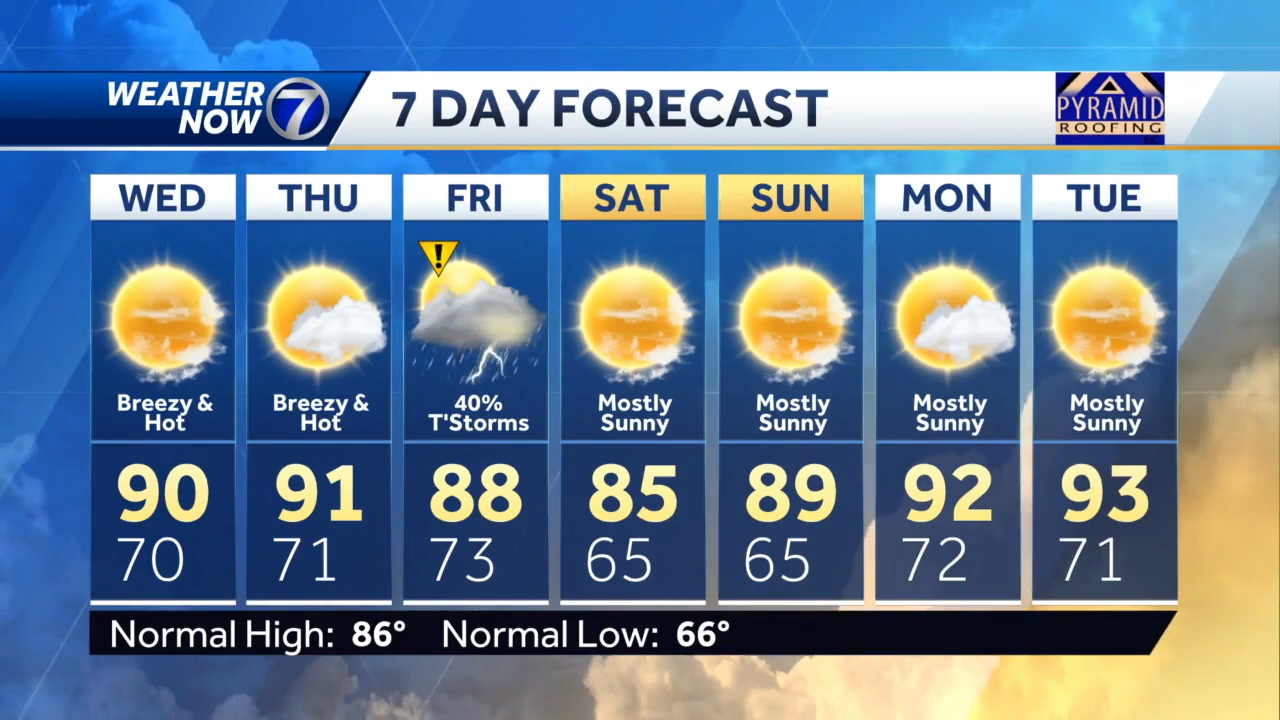 WEATHER
NOW 7
7 DAY FORECAST
PYRAMID
ROOFING
WED
THU
FRI
SAT
SUN
MON
TUE
!
Breezy &
Hot
Breezy &
Hot
40%
T'Storms
Mostly
Sunny
Mostly
Sunny
Mostly
Sunny
Mostly
Sunny
90
91
88
85
89
92
93
70
71
73
65
65
72
71
Normal High: 86° Normal Low: 66°